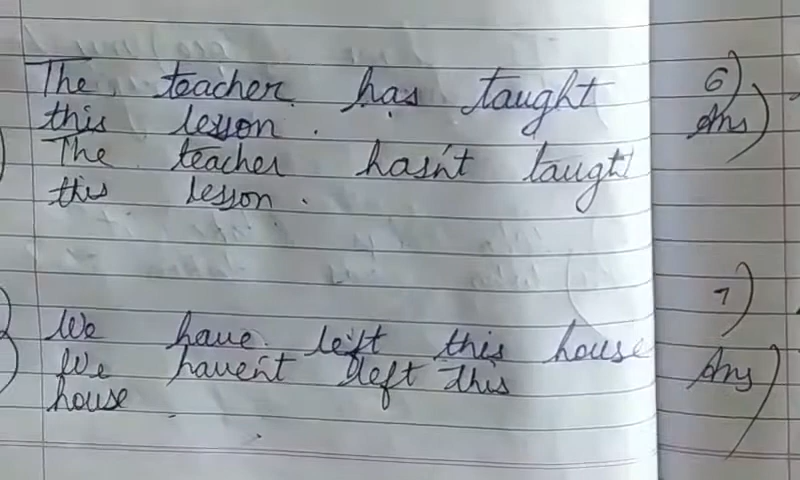 The teacher has taught
this lesson.
The teacher hasn't taught
this lesson.
We have left this house
We haven't left this
house
6)
Ans)
7)
Ans)